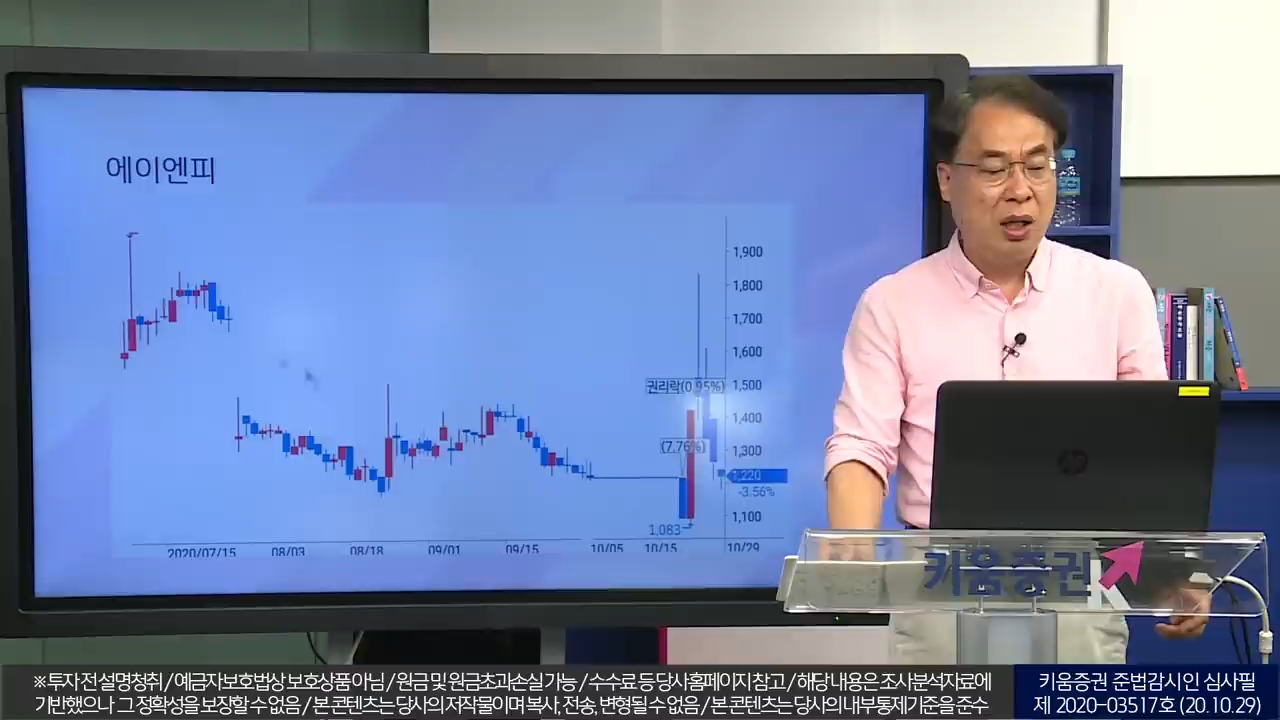 에이엔피
1,900
1,800
1,700
1,600
권리락(0.95%)
1,500
1,400
(7.76%)
1,300
1,220
-3.56%
1,083
1,100
2020/07/15 08/03 08/18 09/01 09/15 10/05 10/15 10/29
hp
키움증권
K
※ 투자 전 설명청취 / 예금자보호법상 보호상품 아님 / 원금 및 원금초과손실 가능 / 수수료 등 당사홈페이지 참고 / 해당 내용은 조사분석자료에
기반했으나 그 정확성을 보장할 수 없음 / 본 콘텐츠는 당사의 저작물이며 복사, 전송, 변형될 수 없음 / 본 콘텐츠는 당사의 내부통제기준을 준수
키움증권 준법감시인 심사필
제 2020-03517호 (20.10.29)